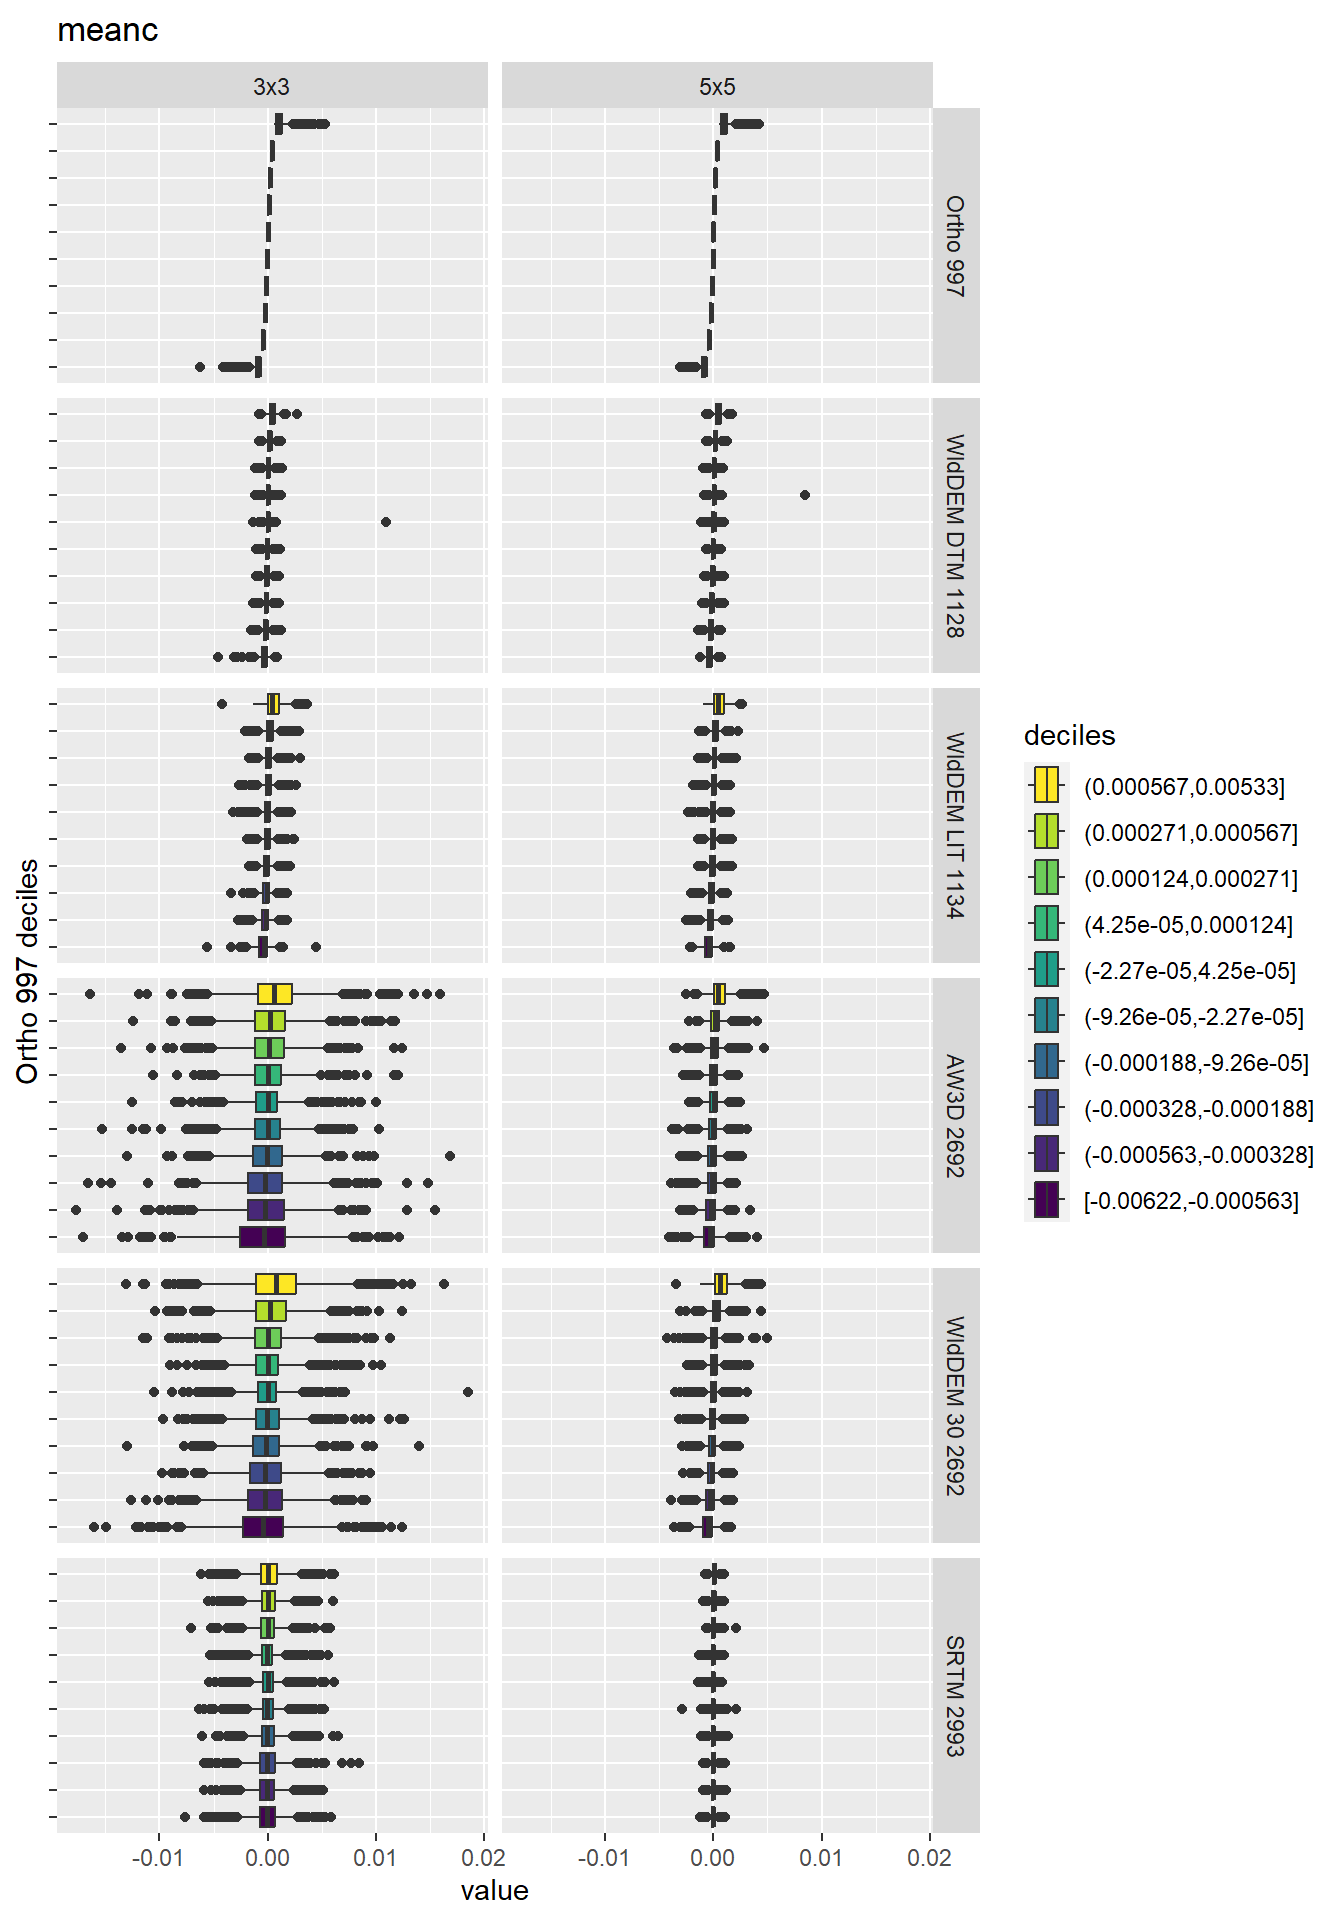 meanc
3x3
5x5
Ortho 997
WldDEM DTM 1128
WldDEM LIT 1134
AW3D 2692
WldDEM 30 2692
SRTM 2993
Ortho 997 deciles
-0.01 0.00 0.01 0.02
-0.01 0.00 0.01 0.02
value
deciles
(0.000567,0.00533]
(0.000271,0.000567]
(0.000124,0.000271]
(4.25e-05,0.000124]
(-2.27e-05,4.25e-05]
(-9.26e-05,-2.27e-05]
(-0.000188,-9.26e-05]
(-0.000328,-0.000188]
(-0.000563,-0.000328]
[-0.00622,-0.000563]